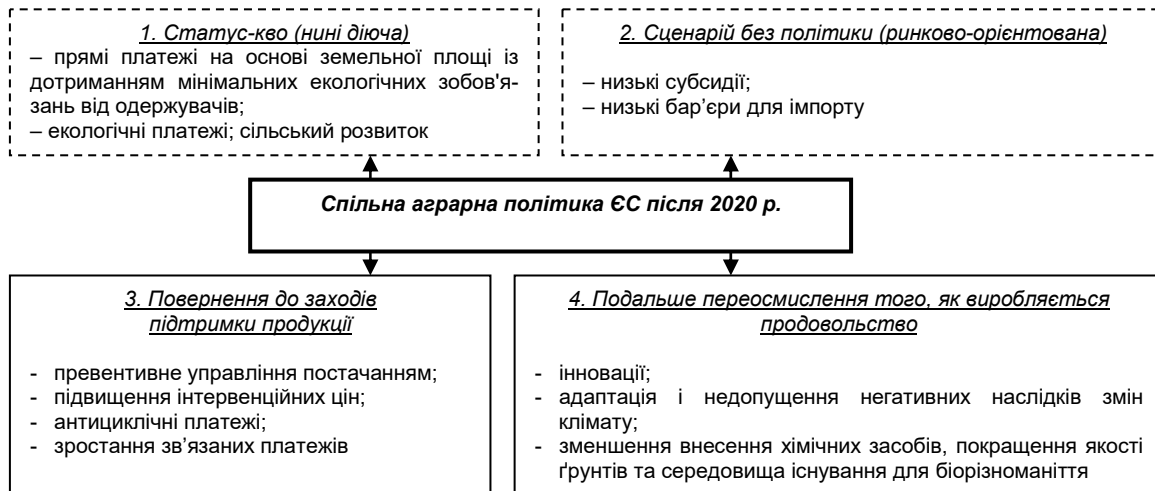 1. Статус-кво (нині діюча)
– прямі платежі на основі земельної площі із
дотриманням мінімальних екологічних зобов'я-
зань від одержувачів;
– екологічні платежі; сільський розвиток
2. Сценарій без політики (ринково-орієнтована)
– низькі субсидії;
– низькі бар’єри для імпорту
Спільна аграрна політика ЄС після 2020 р.
3. Повернення до заходів
підтримки продукції
- превентивне управління постачанням;
- підвищення інтервенційних цін;
- антициклічні платежі;
- зростання зв’язаних платежів
4. Подальше переосмислення того, як виробляється
продовольство
- інновації;
- адаптація і недопущення негативних наслідків змін
клімату;
- зменшення внесення хімічних засобів, покращення якості
ґрунтів та середовища існування для біорізноманіття